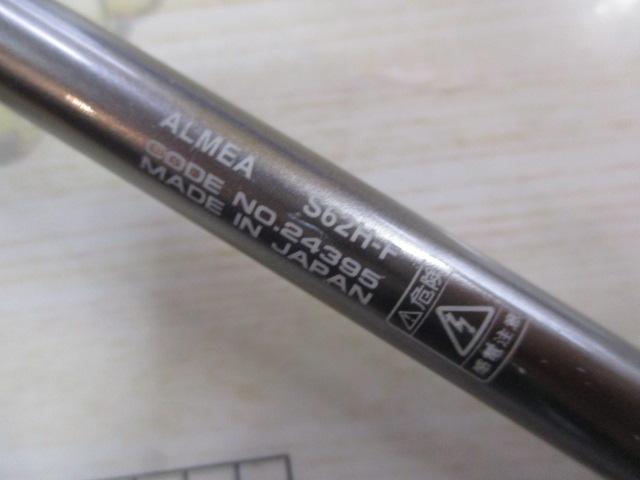 ALMEA S62H-F
CODE NO.24395
MADE IN JAPAN
危険
感電注意